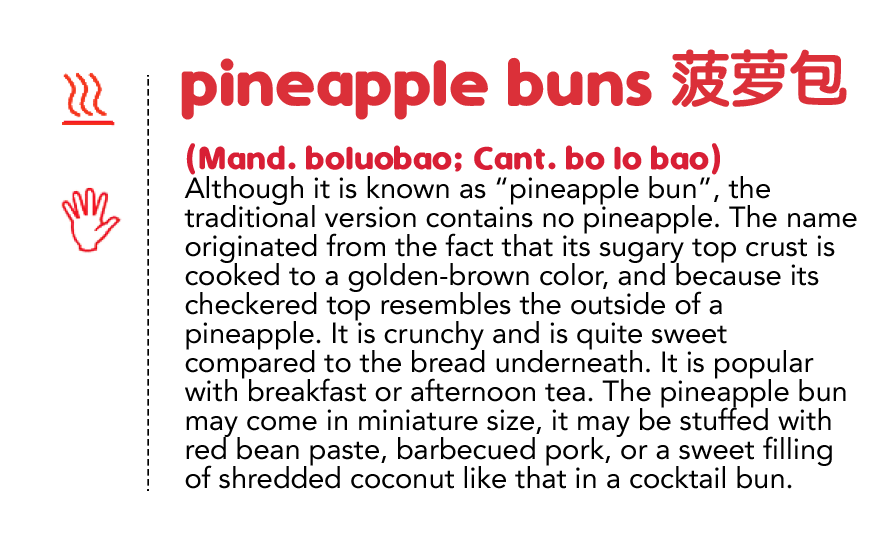 pineapple buns 菠萝包
(Mand. boluobao; Cant. bo lo bao)
Although it is known as “pineapple bun”, the
traditional version contains no pineapple. The name
originated from the fact that its sugary top crust is
cooked to a golden-brown color, and because its
checkered top resembles the outside of a
pineapple. It is crunchy and is quite sweet
compared to the bread underneath. It is popular
with breakfast or afternoon tea. The pineapple bun
may come in miniature size, it may be stuffed with
red bean paste, barbecued pork, or a sweet filling
of shredded coconut like that in a cocktail bun.